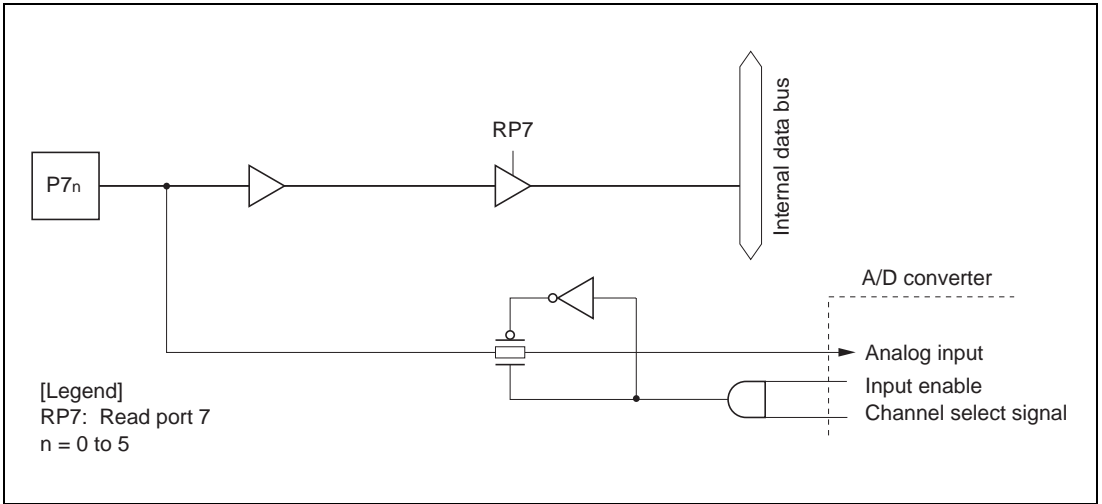 RP7
Internal data bus
P7n
A/D converter
Analog input
Input enable
Channel select signal
[Legend]
RP7: Read port 7
n = 0 to 5